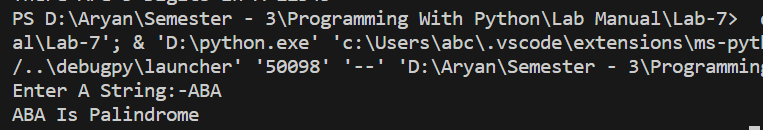 PS D:\Aryan\Semester - 3\Programming With Python\Lab Manual\Lab-7>
al\Lab-7'; & 'D:\python.exe' 'c:\Users\abc\.vscode\extensions\ms-pyth
/..\debugpy\launcher' '50098' '--' 'D:\Aryan\Semester - 3\Programming
Enter A String:-ABA
ABA Is Palindrome